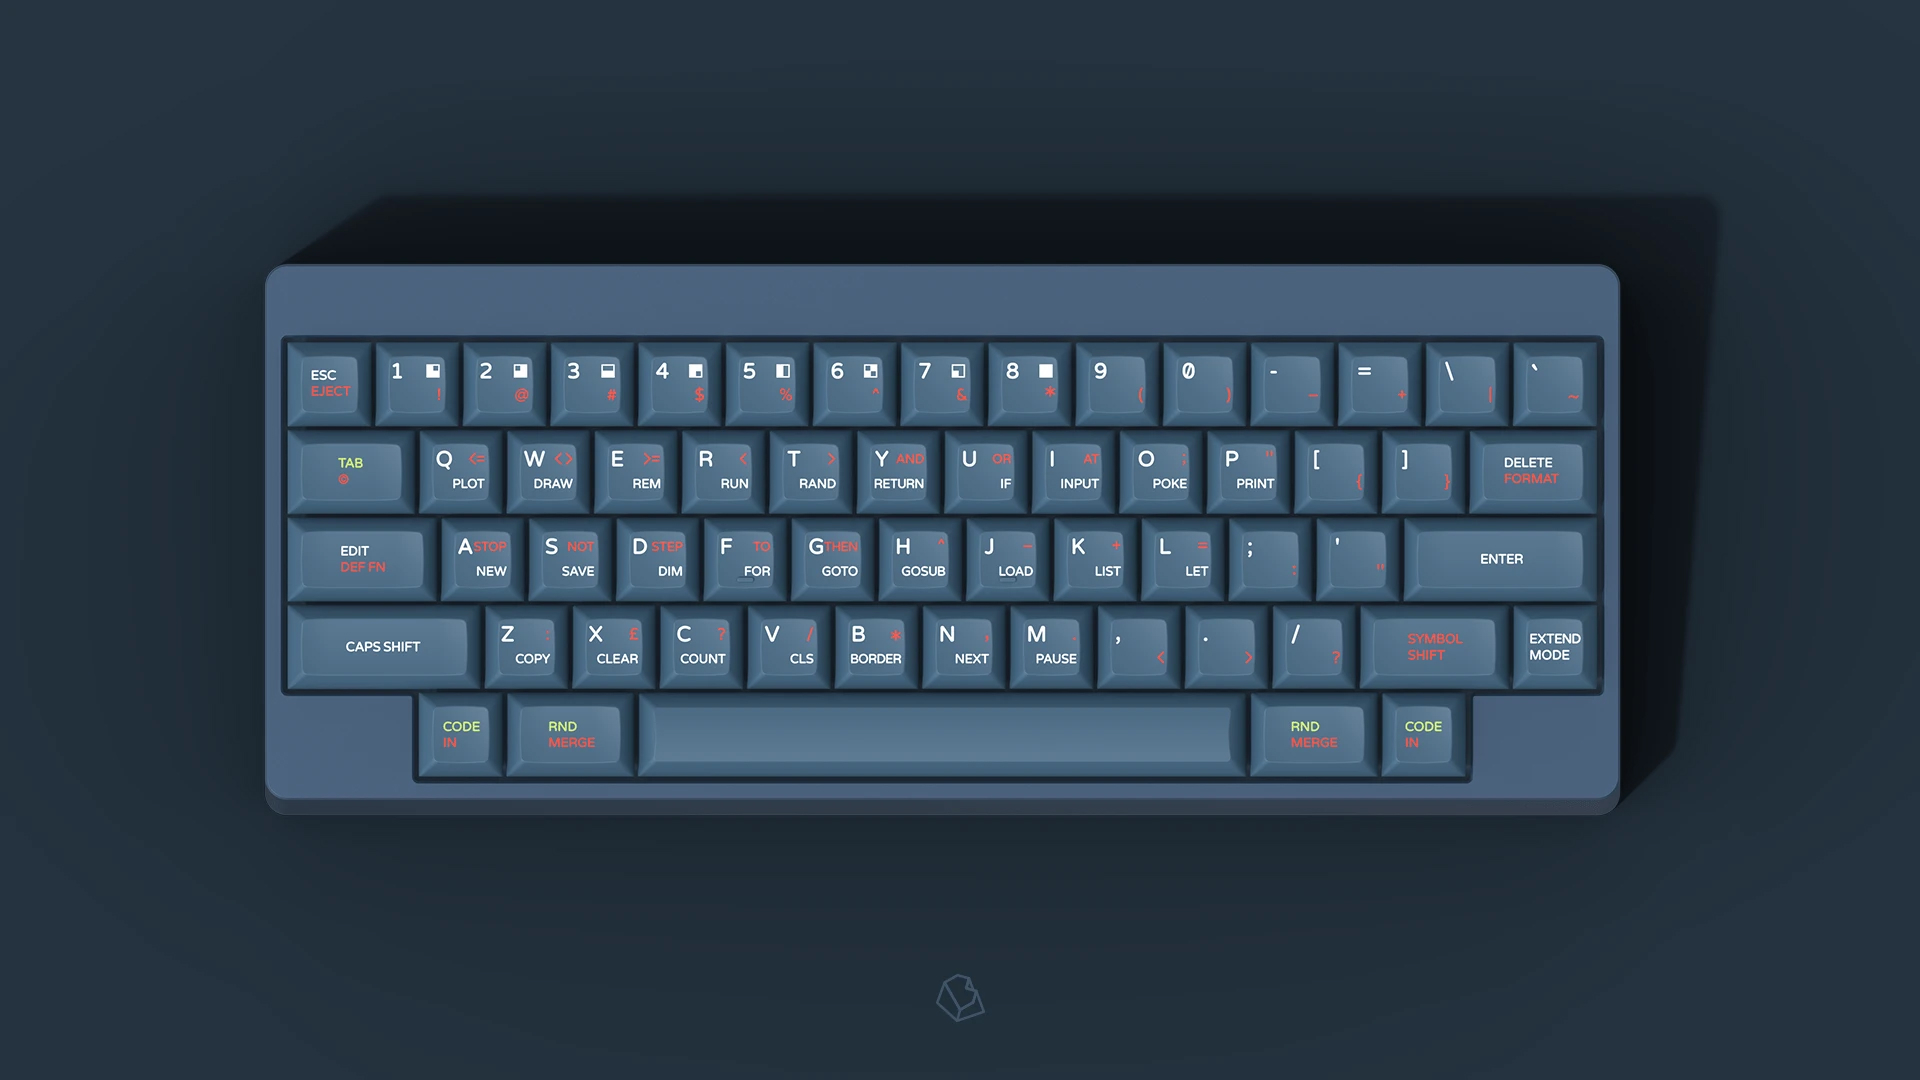 ESC 1 2 3 4 5 6 7 8 9 0 - = \ `
EJECT ! @ # $ % ^ & * ( ) _ + | ~
TAB Q <= W <> E >= R < T > Y AND U OR I AT O ; P " [ ] DELETE
© PLOT DRAW REM RUN RAND RETURN IF INPUT POKE PRINT { } FORMAT
EDIT A STOP S NOT D STEP F TO G THEN H ^ J - K + L = ; ' ENTER
DEF FN NEW SAVE DIM FOR GOTO GOSUB LOAD LIST LET : "
CAPS SHIFT Z : X £ C ? V / B * N , M . , . / SYMBOL EXTEND
COPY CLEAR COUNT CLS BORDER NEXT PAUSE < > ? SHIFT MODE
CODE RND RND CODE
IN MERGE MERGE IN